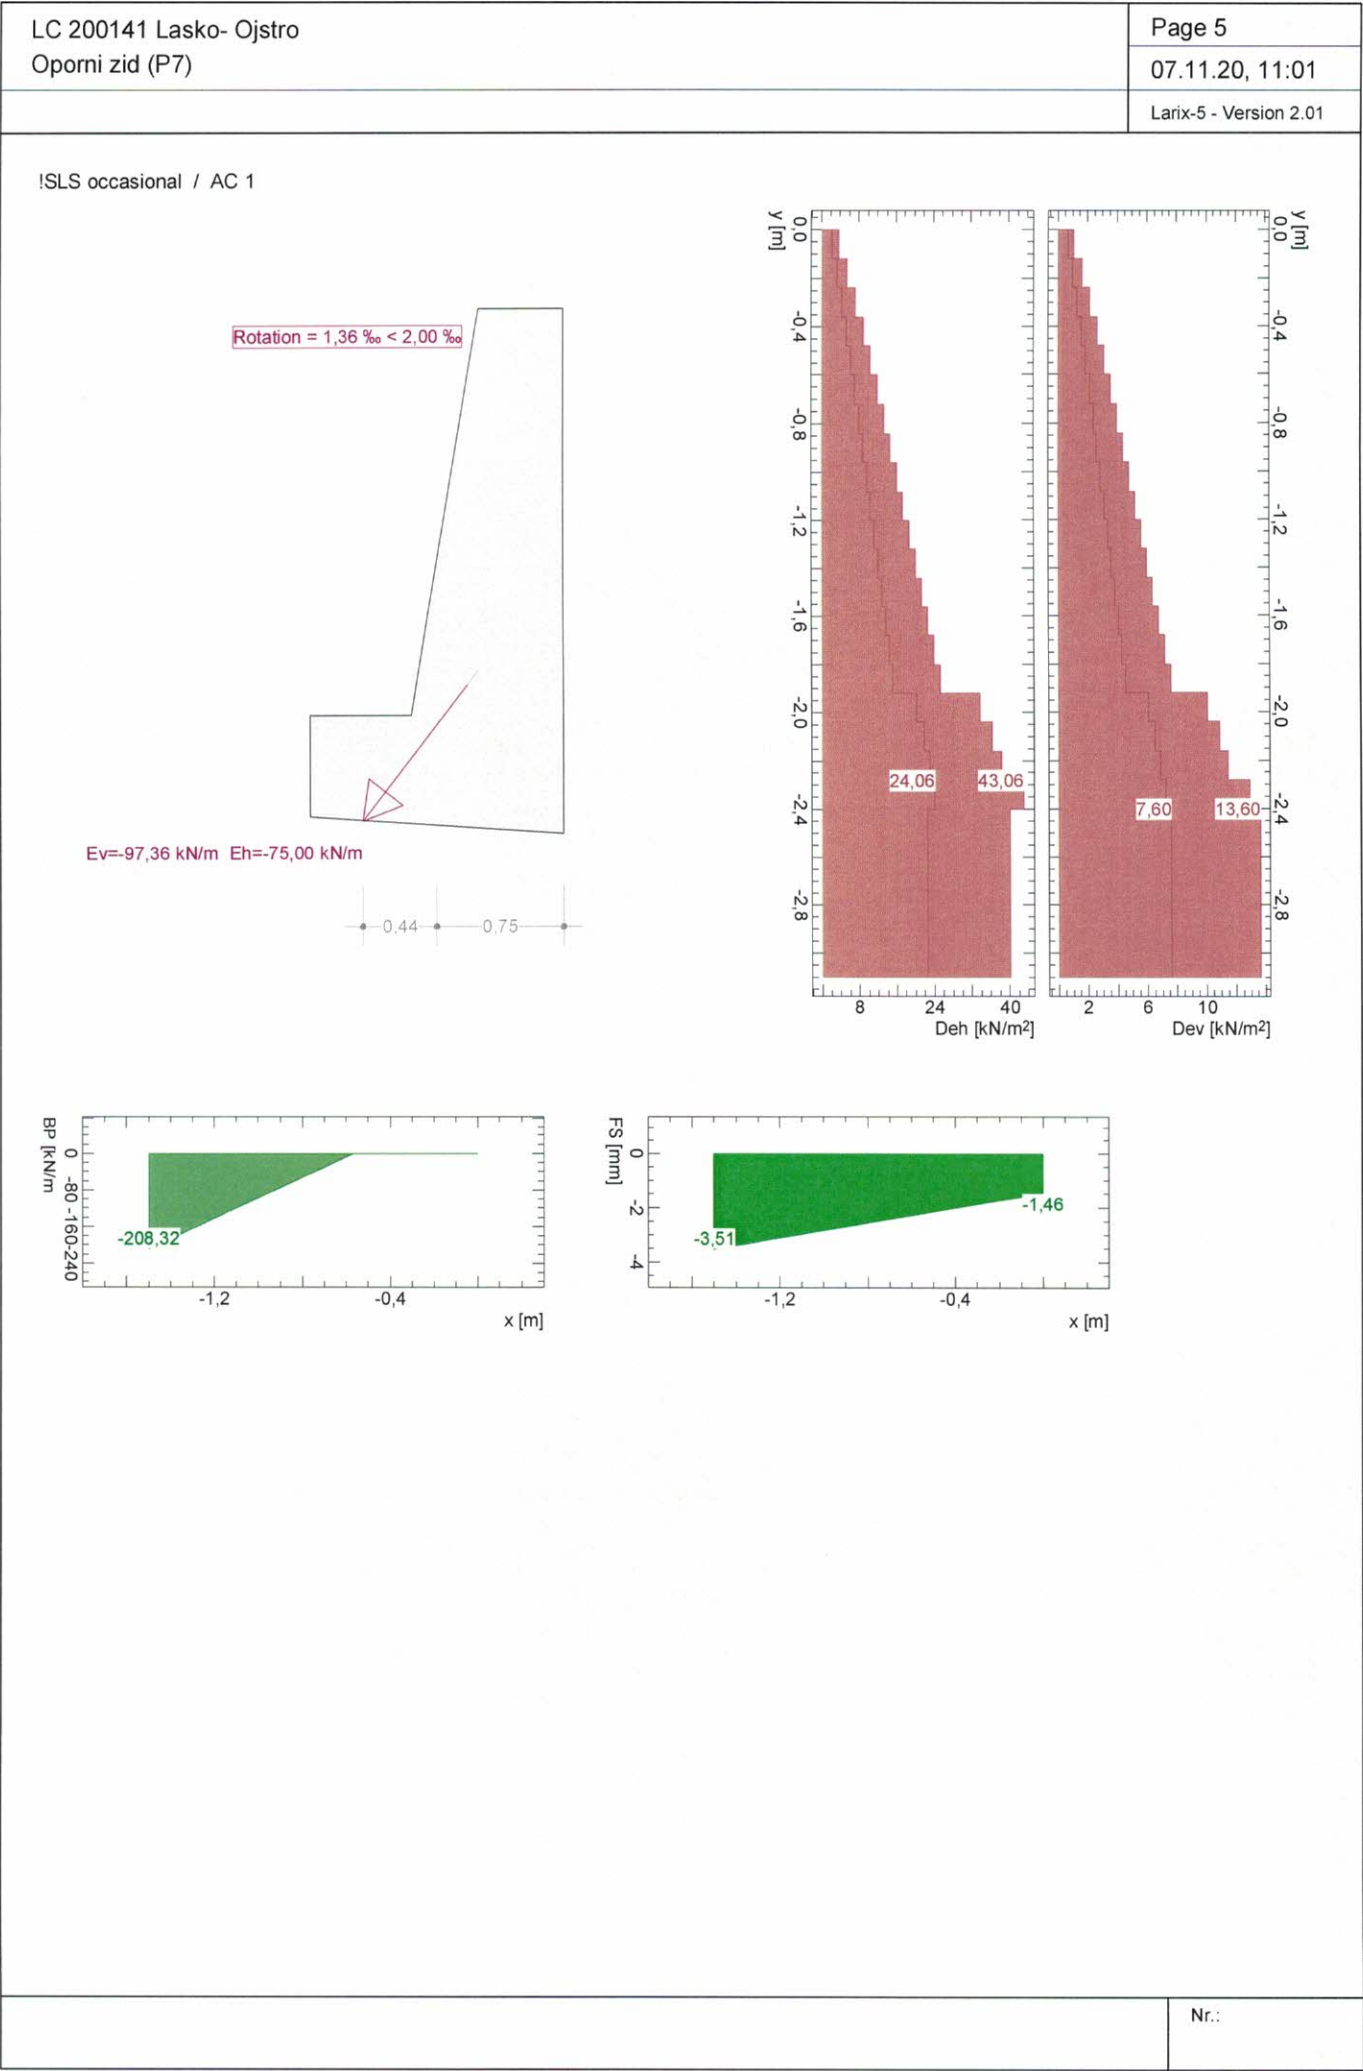 LC 200141 Lasko- Ojstro
Oporni zid (P7)
Page 5
07.11.20, 11:01
Larix-5 - Version 2.01
!SLS occasional / AC 1
Rotation = 1,36 ‰ < 2,00 ‰
Ev=-97,36 kN/m Eh=-75,00 kN/m
0,44 0,75
y [m]
0,0
-0,4
-0,8
-1,2
-1,6
-2,0
-2,4
-2,8
24,06 43,06
8 24 40
Deh [kN/m²]
y [m]
0,0
-0,4
-0,8
-1,2
-1,6
-2,0
-2,4
-2,8
7,60 13,60
2 6 10
Dev [kN/m²]
BP [kN/m
0
-80
-160
-240
-208,32
-1,2 -0,4
x [m]
FS [mm]
0
-2
-4
-3,51
-1,46
-1,2 -0,4
x [m]
Nr.: